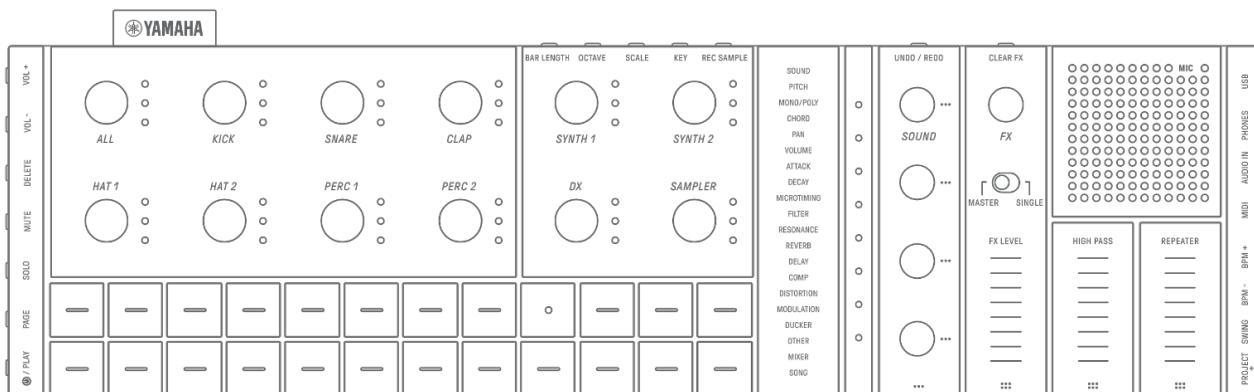 YAMAHA
BAR LENGTH OCTAVE SCALE KEY REC SAMPLE
UNDO / REDO
CLEAR FX
MIC
VOL +
VOL -
DELETE
MUTE
SOLO
PAGE
/ PLAY
ALL KICK SNARE CLAP SYNTH 1 SYNTH 2
HAT 1 HAT 2 PERC 1 PERC 2 DX SAMPLER
SOUND
PITCH
MONO/POLY
CHORD
PAN
VOLUME
ATTACK
DECAY
MICROTIMING
FILTER
RESONANCE
REVERB
DELAY
COMP
DISTORTION
MODULATION
DUCKER
OTHER
MIXER
SONG
SOUND
FX
MASTER SINGLE
FX LEVEL
HIGH PASS
REPEATER
USB
PHONES
AUDIO IN
MIDI
BPM +
BPM -
SWING
PROJECT